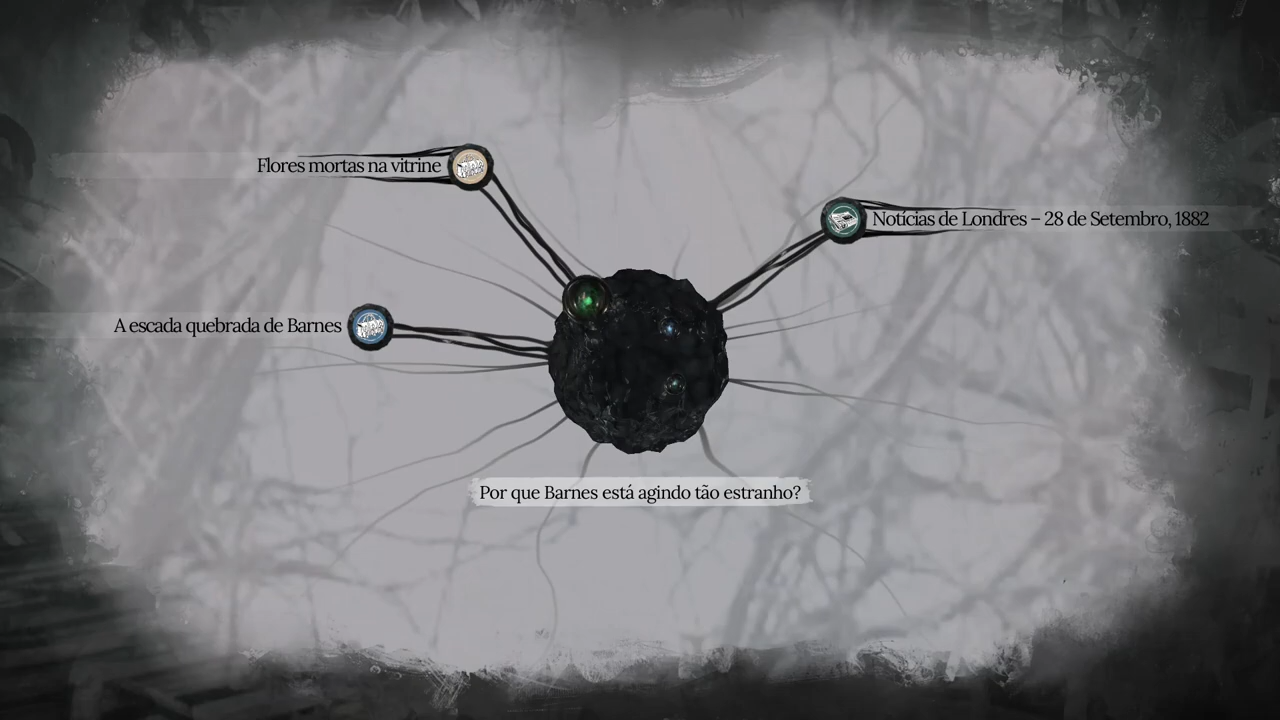 Flores mortas na vitrine
Notícias de Londres – 28 de Setembro, 1882
A escada quebrada de Barnes
Por que Barnes está agindo tão estranho?